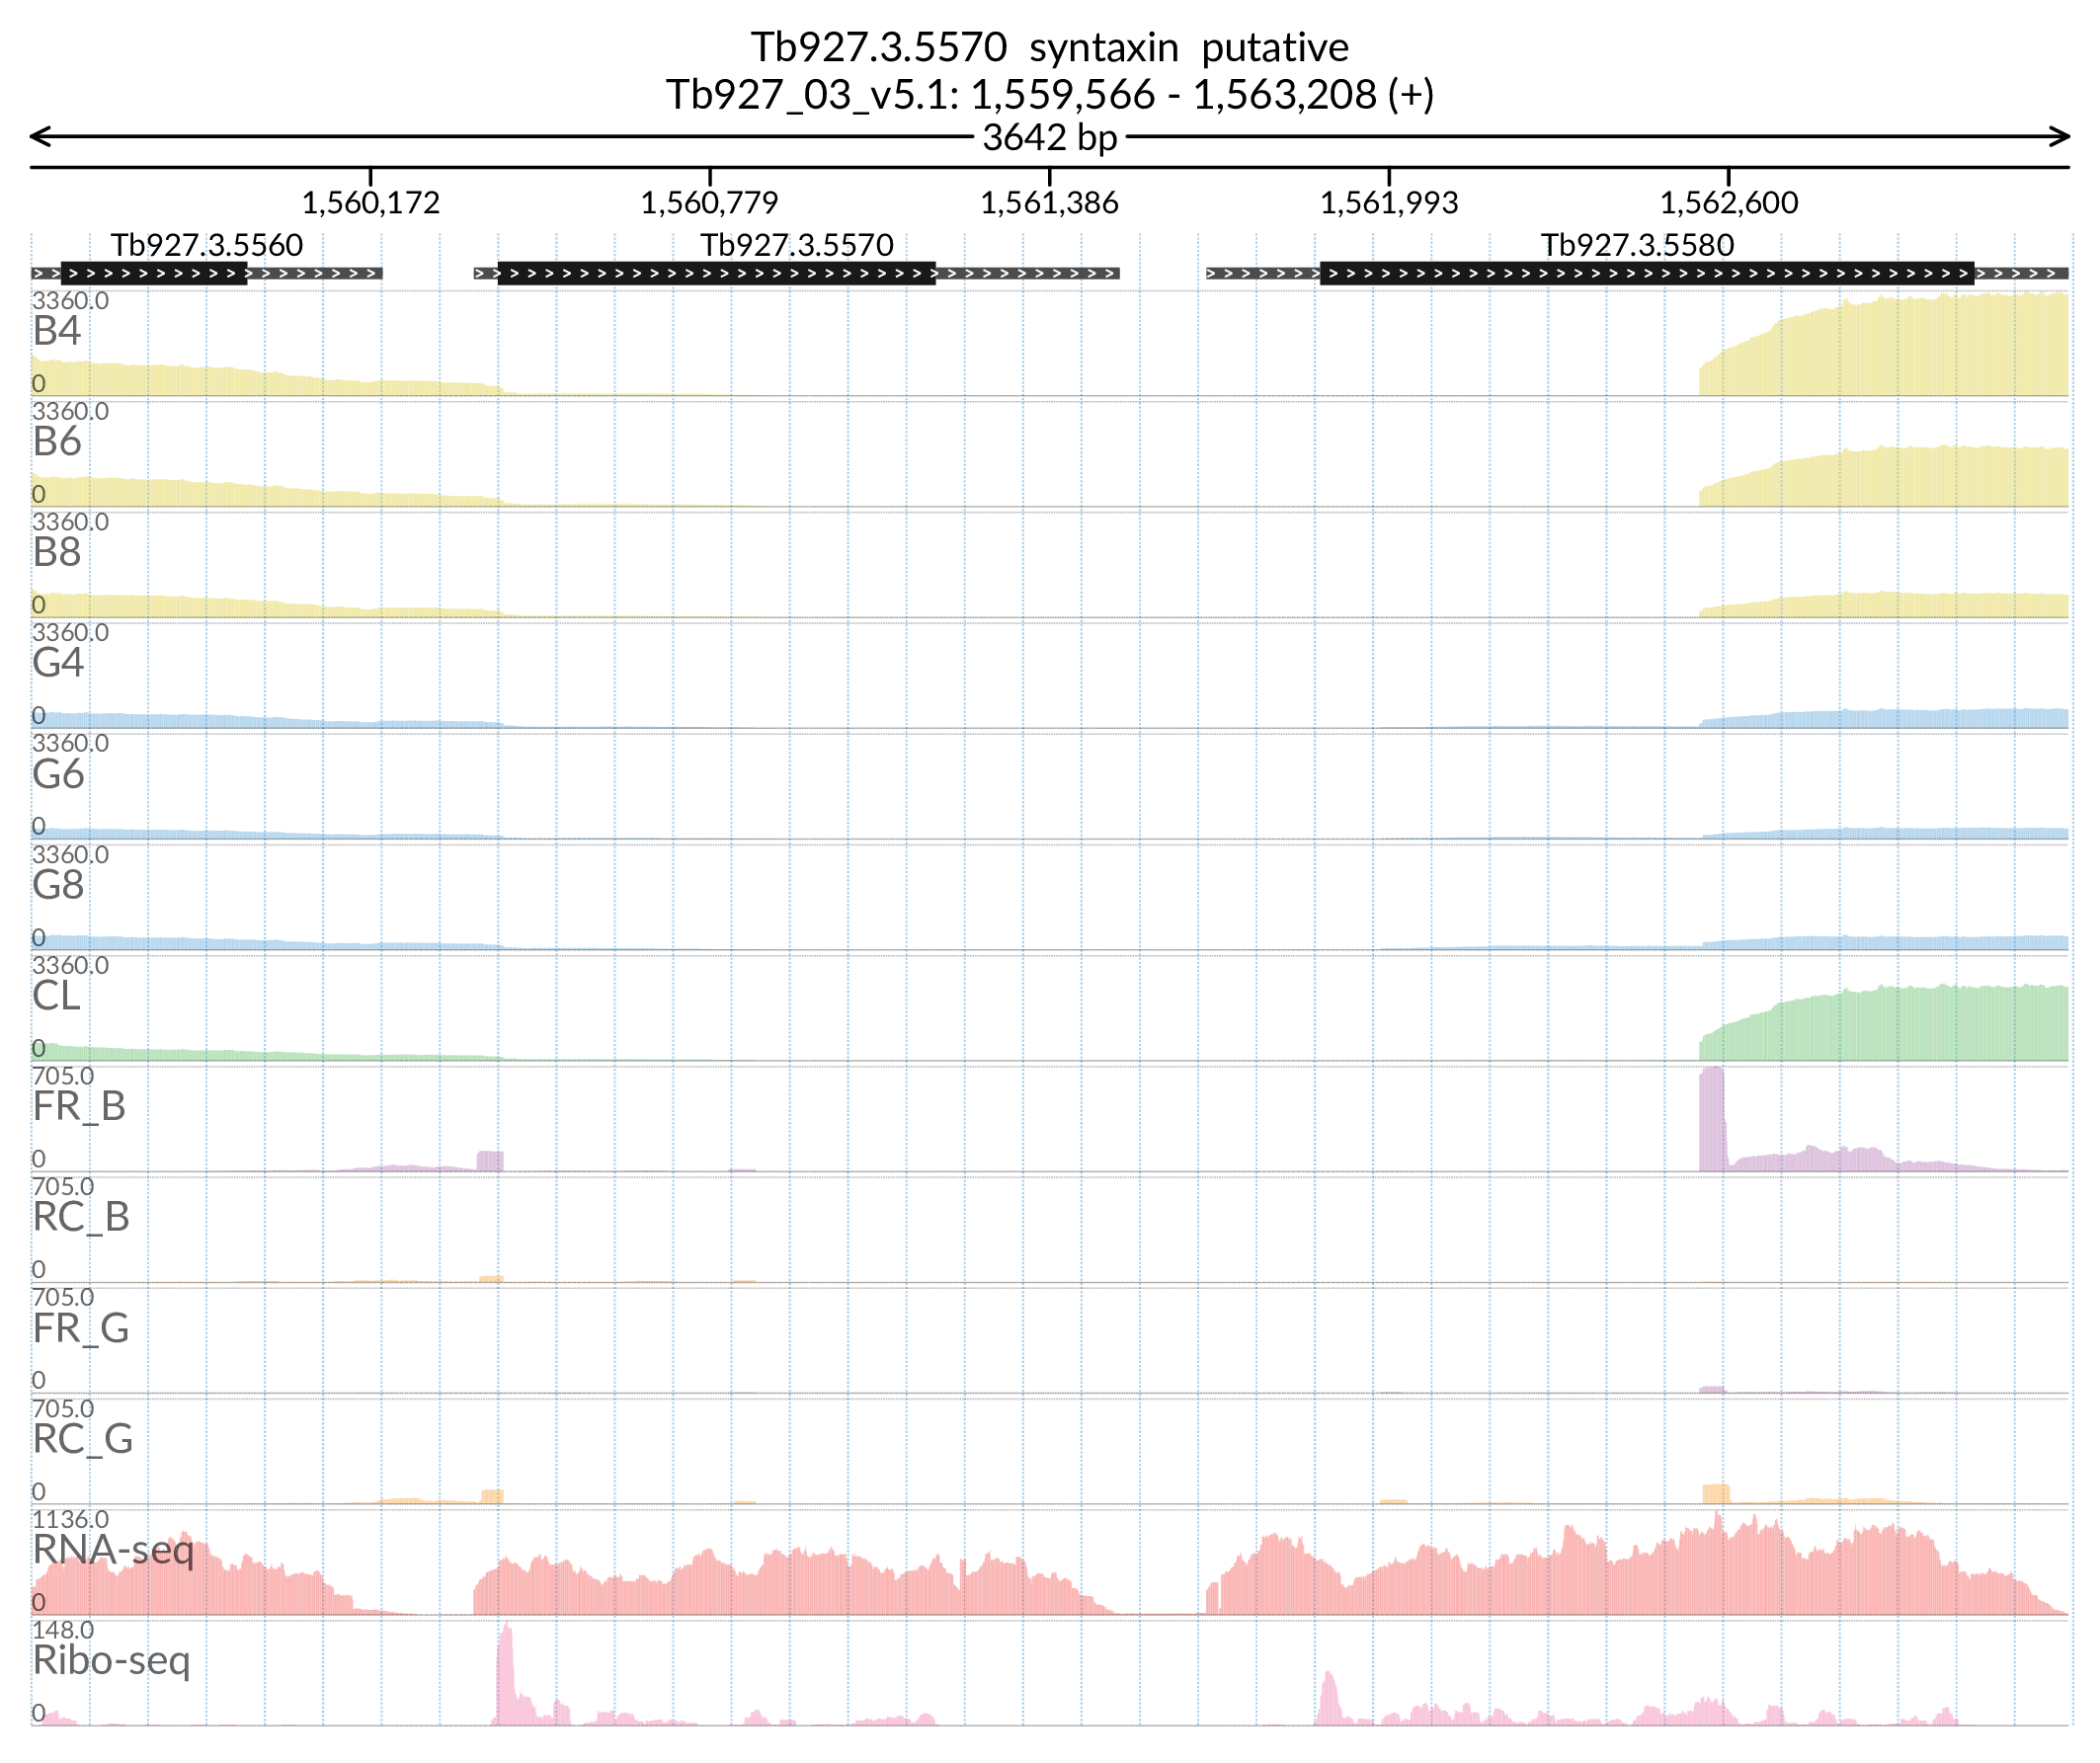 Tb927.3.5570 syntaxin putative
Tb927_03_v5.1: 1,559,566 - 1,563,208 (+)
3642 bp
1,560,172 1,560,779 1,561,386 1,561,993 1,562,600
Tb927.3.5560 Tb927.3.5570 Tb927.3.5580
3360.0
B4
0
3360.0
B6
0
3360.0
B8
0
3360.0
G4
0
3360.0
G6
0
3360.0
G8
0
3360.0
CL
0
705.0
FR_B
0
705.0
RC_B
0
705.0
FR_G
0
705.0
RC_G
0
1136.0
RNA-seq
0
148.0
Ribo-seq
0